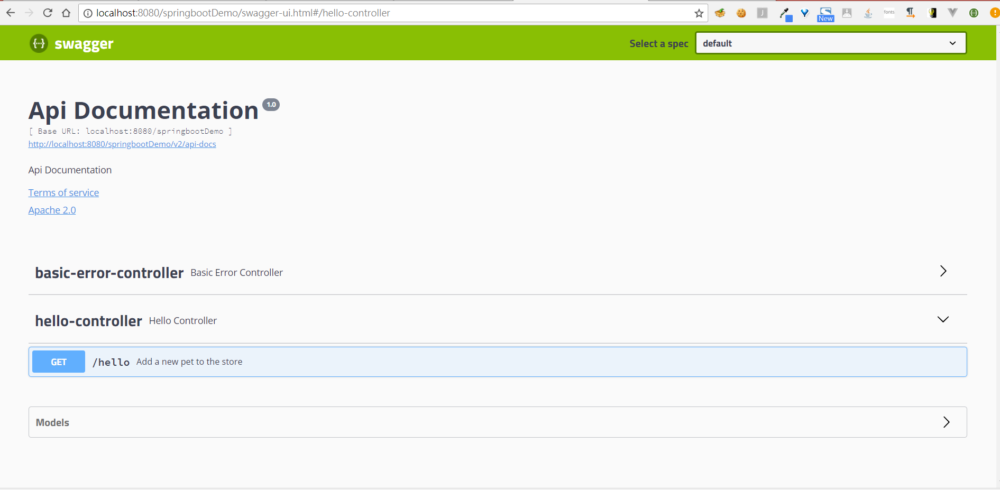 localhost:8080/springbootDemo/swagger-ui.html#/hello-controller
J
New
fonts
{···} swagger
Select a spec
default
Api Documentation 1.0
[ Base URL: localhost:8080/springbootDemo ]
http://localhost:8080/springbootDemo/v2/api-docs
Api Documentation
Terms of service
Apache 2.0
basic-error-controller Basic Error Controller
hello-controller Hello Controller
GET /hello Add a new pet to the store
Models